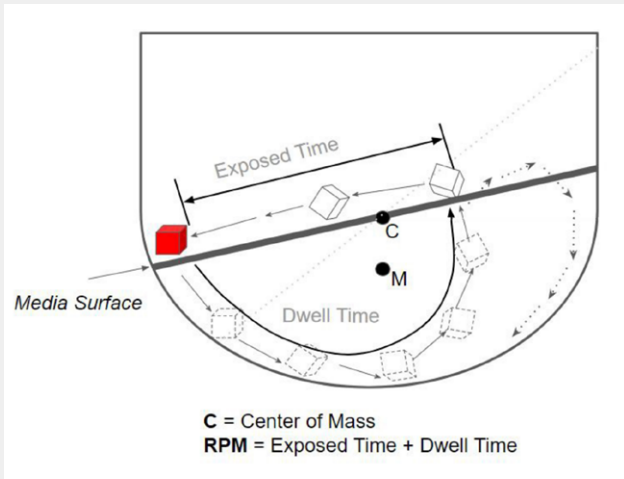 Exposed Time
C
M
Media Surface
Dwell Time
C = Center of Mass
RPM = Exposed Time + Dwell Time